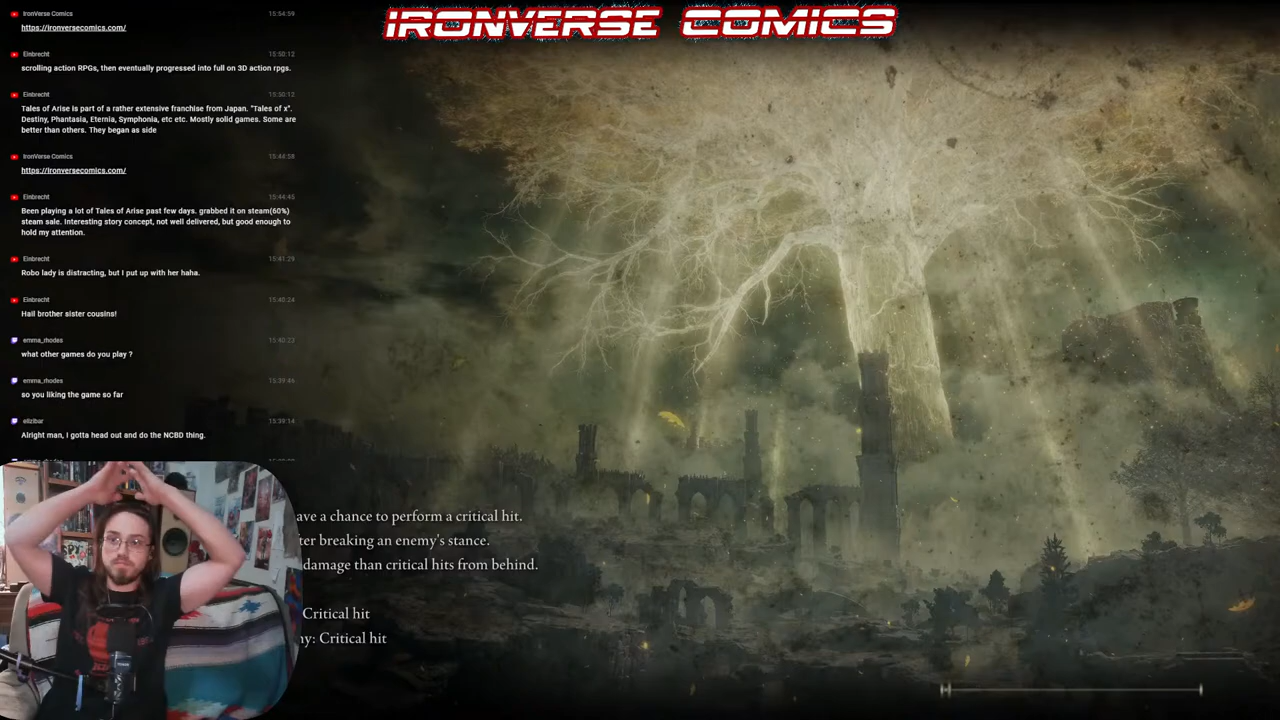 IRONVERSE COMICS
IronVerse Comics 15:54:59
https://ironversecomics.com/
Einbrecht 15:50:12
scrolling action RPGs, then eventually progressed into full on 3D action rpgs.
Einbrecht 15:50:12
Tales of Arise is part of a rather extensive franchise from Japan. "Tales of x".
Destiny, Phantasia, Eternia, Symphonia, etc etc. Mostly solid games. Some are
better than others. They began as side
IronVerse Comics 15:44:58
https://ironversecomics.com/
Einbrecht 15:44:45
Been playing a lot of Tales of Arise past few days. grabbed it on steam(60%)
steam sale. Interesting story concept, not well delivered, but good enough to
hold my attention.
Einbrecht 15:41:29
Robo lady is distracting, but I put up with her haha.
Einbrecht 15:40:24
Hail brother sister cousins!
emma_rhodes 15:40:23
what other games do you play ?
emma_rhodes 15:39:46
so you liking the game so far
elizibar 15:39:14
Alright man, I gotta head out and do the NCBD thing.
ave a chance to perform a critical hit.
ter breaking an enemy's stance.
damage than critical hits from behind.
Critical hit
ny: Critical hit